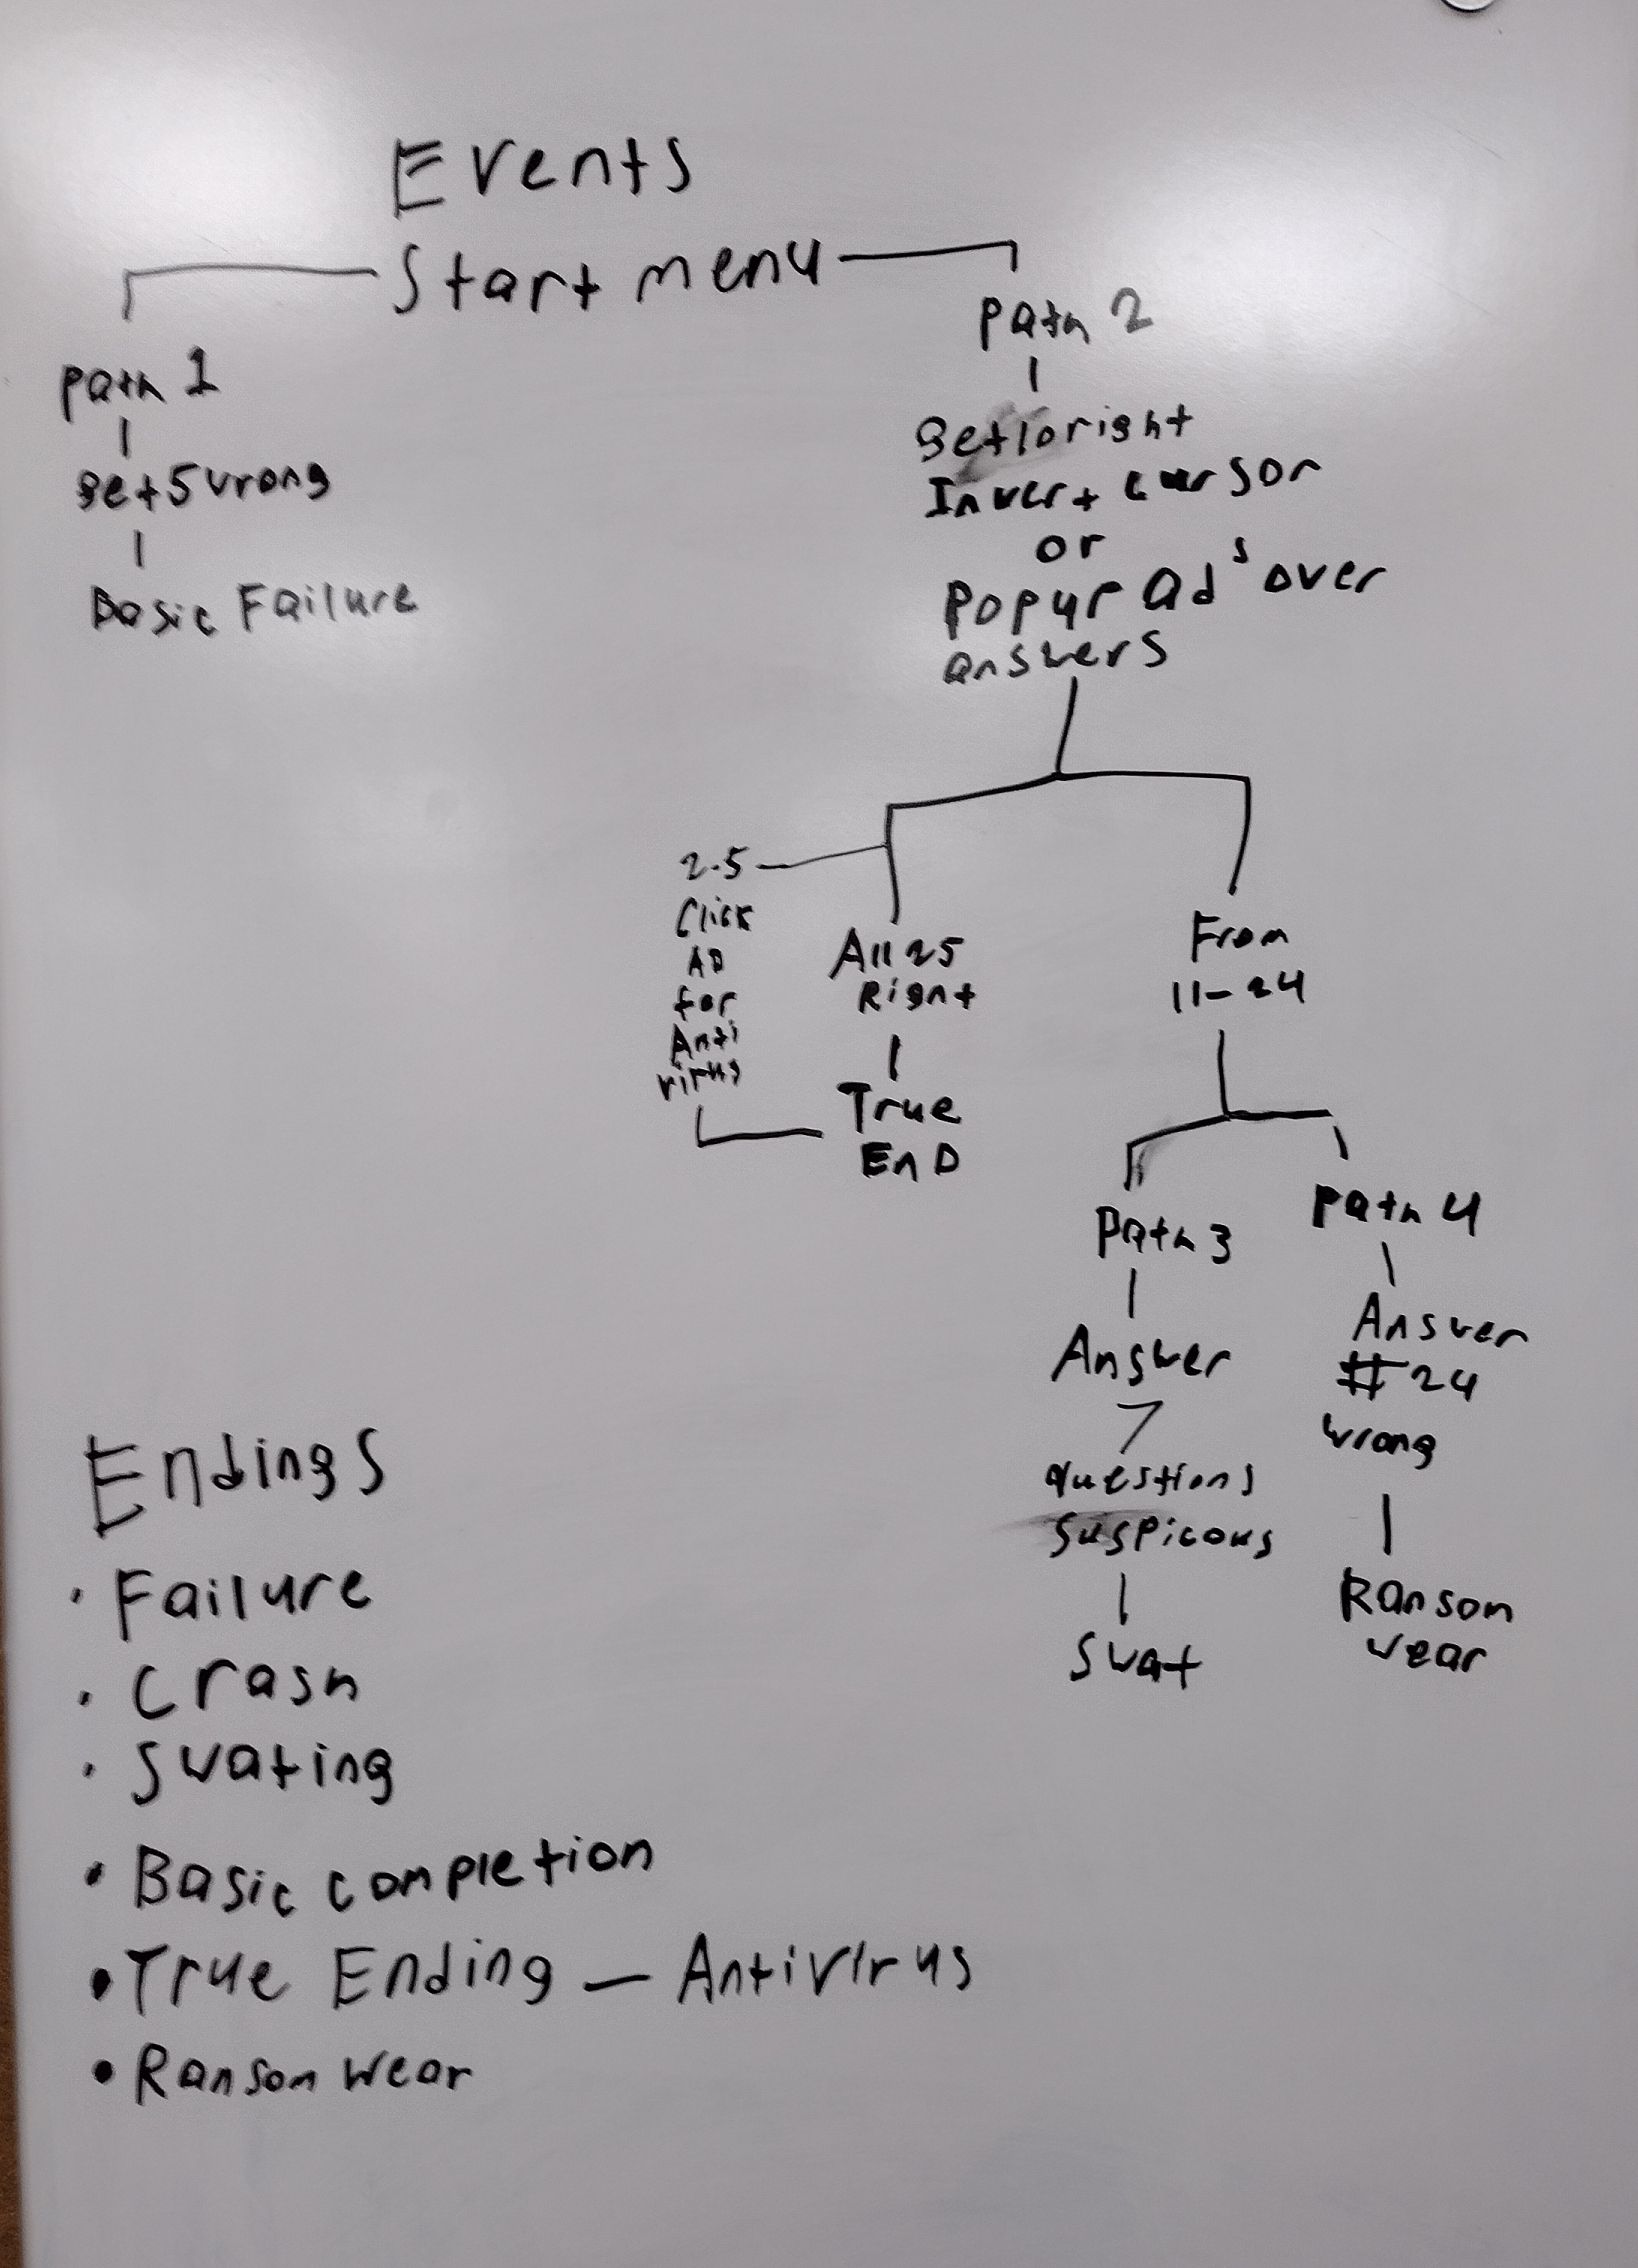 Events
Start menu
Path 1
Get 5 wrong
Basic Failure
Path 2
Get 10 right
Invert cursor
or
Popup ad's over
answers
2-5
Click
AD
for
Anti
virus
All 25
Right
True
EnD
From
11-24
Path 3
Answer
7
questions
suspicous
Swat
Path 4
Answer
#24
wrong
Ransom
wear
Endings
• Failure
• Crash
• Swating
• Basic completion
• True Ending — Antivirus
• Ransom wear